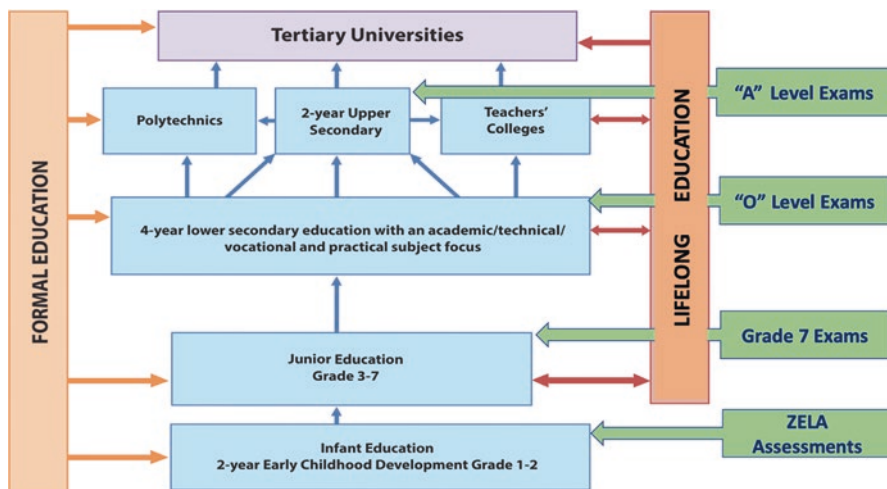 Tertiary Universities
"A" Level Exams
Polytechnics
2-year Upper
Secondary
Teachers'
Colleges
FORMAL EDUCATION
LIFELONG EDUCATION
"O" Level Exams
4-year lower secondary education with an academic/technical/
vocational and practical subject focus
Grade 7 Exams
Junior Education
Grade 3-7
ZELA
Assessments
Infant Education
2-year Early Childhood Development Grade 1-2